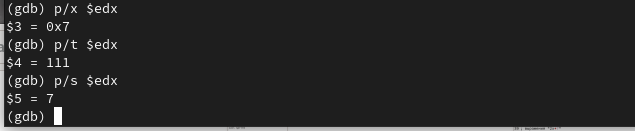 (gdb) p/x $edx
$3 = 0x7
(gdb) p/t $edx
$4 = 111
(gdb) p/s $edx
$5 = 7
(gdb)